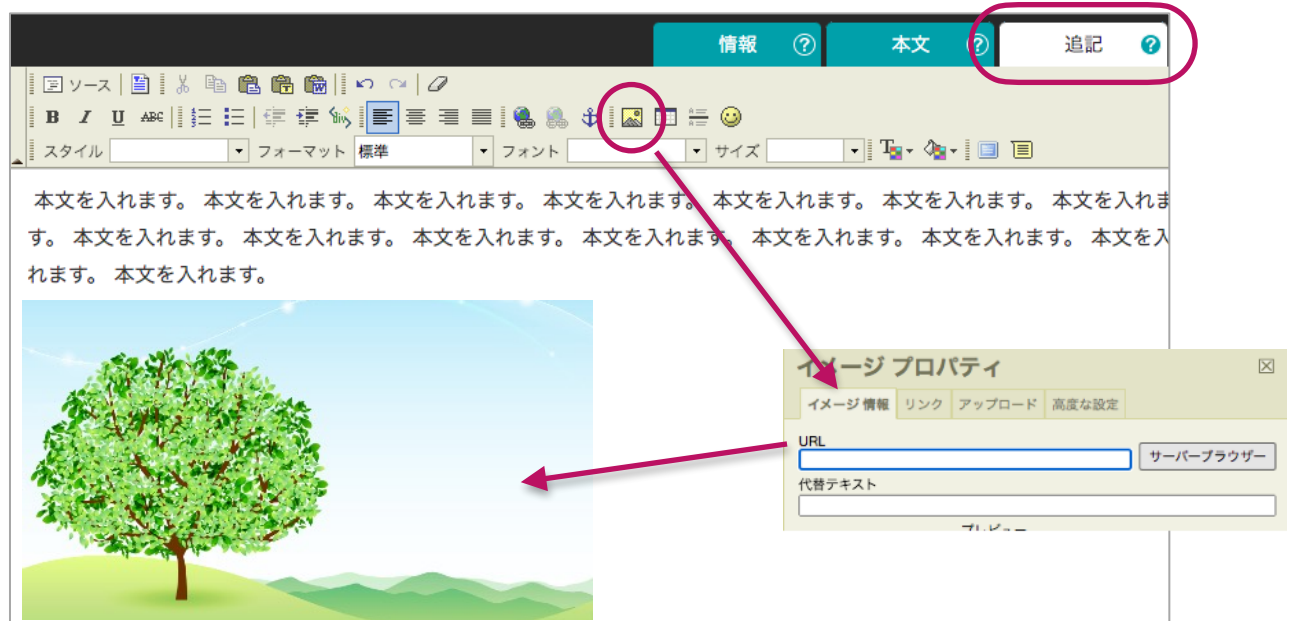 情報 ? 本文 ? 追記 ?
ソース
B I U ABC
スタイル フォーマット 標準 フォント サイズ
本文を入れます。 本文を入れます。 本文を入れます。 本文を入れます。 本文を入れます。 本文を入れます。 本文を入れま
す。 本文を入れます。 本文を入れます。 本文を入れます。 本文を入れます。 本文を入れます。 本文を入れます。 本文を入
れます。 本文を入れます。
イメージ プロパティ
イメージ 情報 リンク アップロード 高度な設定
URL
サーバーブラウザー
代替テキスト
プレビュー